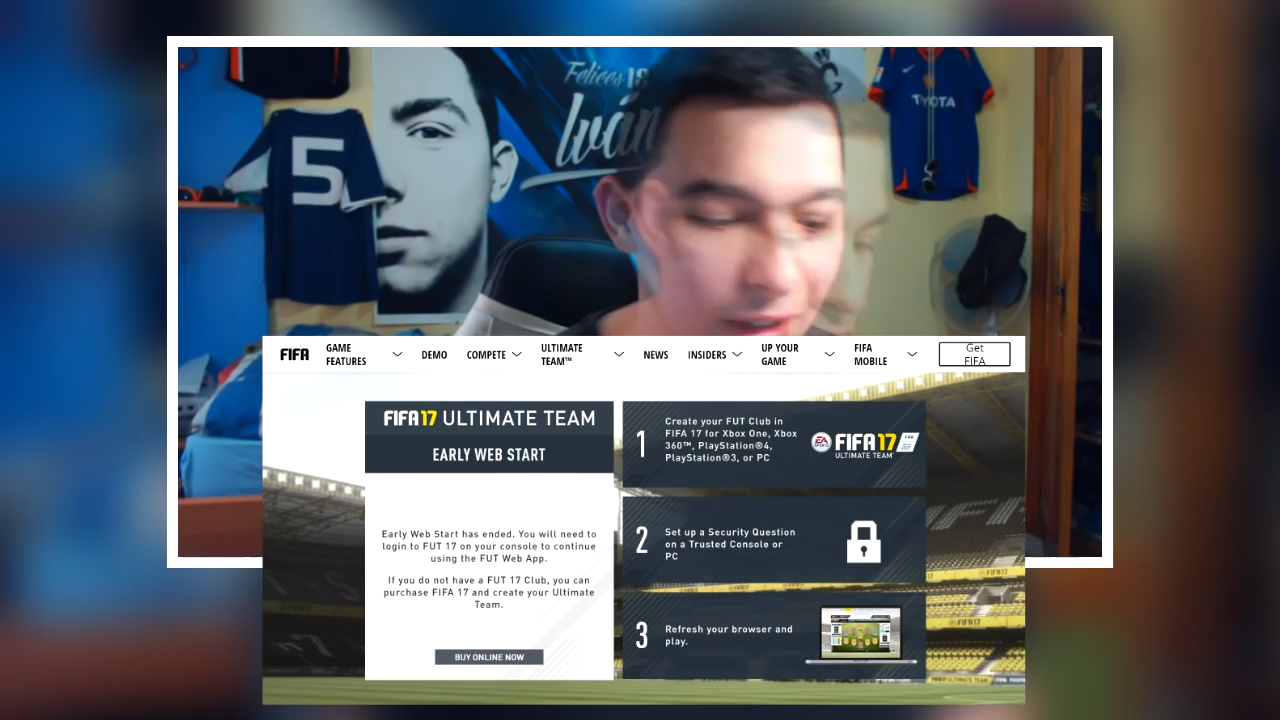 Felices 18
Iván
5
G
TOYOTA
FIFA
GAME
FEATURES
DEMO
COMPETE
ULTIMATE
TEAM™
NEWS
INSIDERS
UP YOUR
GAME
FIFA
MOBILE
Get
FIFA
FIFA17 ULTIMATE TEAM
EARLY WEB START
Early Web Start has ended. You will need to
login to FUT 17 on your console to continue
using the FUT Web App.
If you do not have a FUT 17 Club, you can
purchase FIFA 17 and create your Ultimate
Team.
BUY ONLINE NOW
1
Create your FUT Club in
FIFA 17 for Xbox One, Xbox
360™, PlayStation®4,
PlayStation®3, or PC
EA
SPORTS
FIFA 17
ULTIMATE TEAM
2
Set up a Security Question
on a Trusted Console or
PC
3
Refresh your browser and
play.
FIFA17
FIFA17